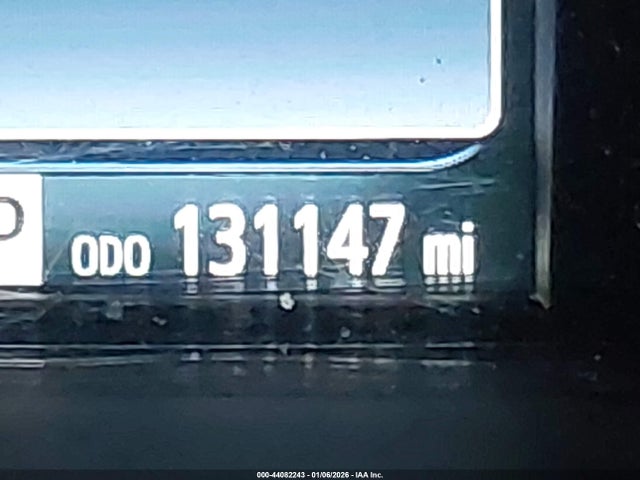 P
ODO 131147 mi
000-44082243 - 01/06/2026 - IAA Inc.